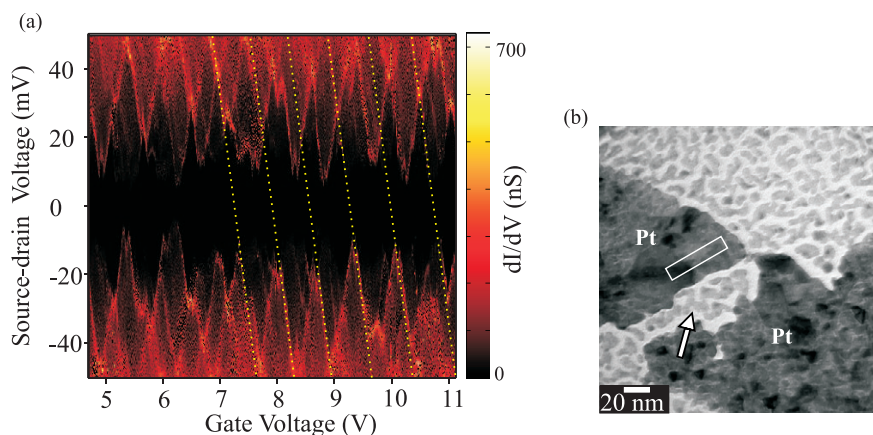 (a)
Source-drain Voltage (mV)
40
20
0
-20
-40
5 6 7 8 9 10 11
Gate Voltage (V)
700
0
dI/dV (nS)
(b)
Pt
Pt
20 nm